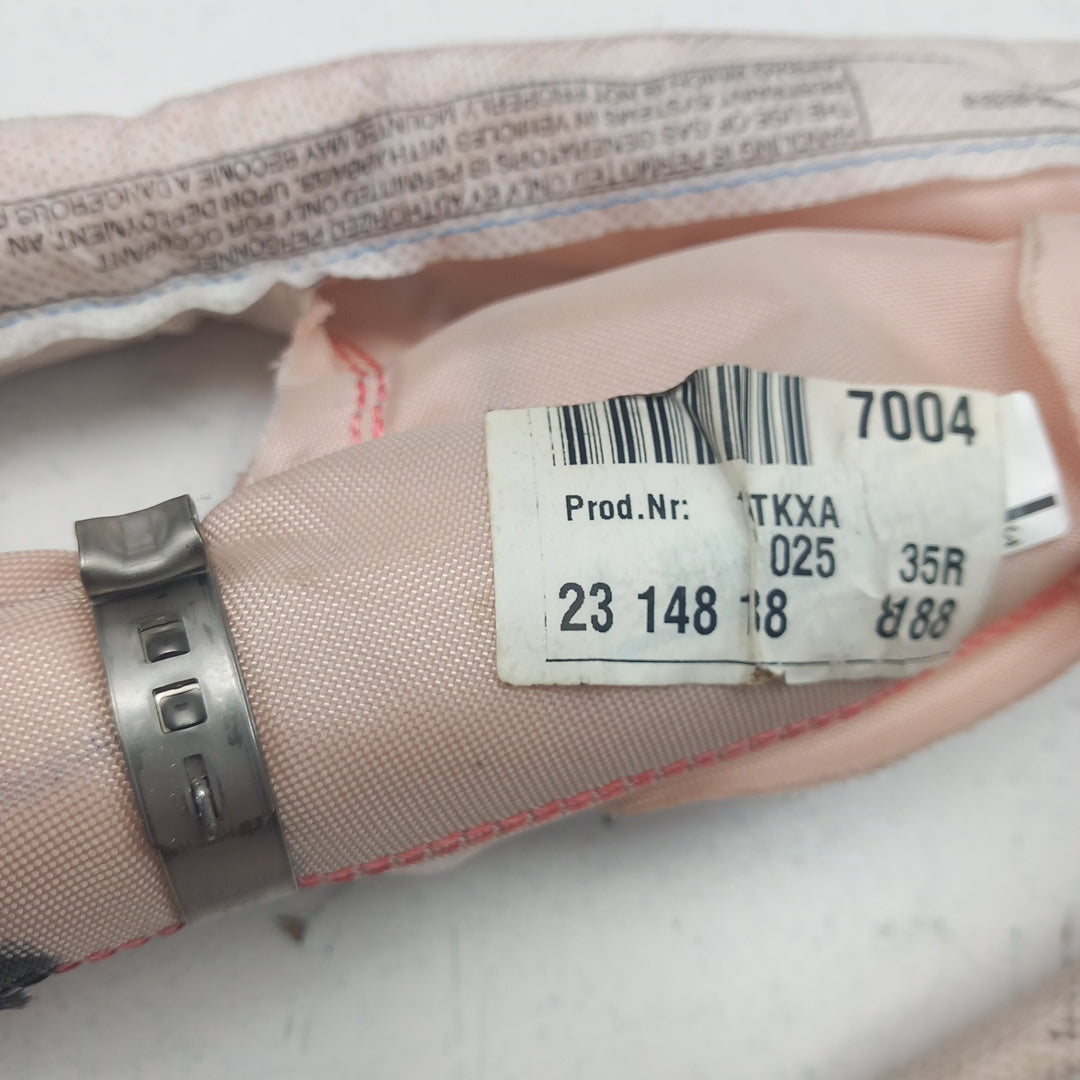 HANDLING IS PERMITTED ONLY BY AUTHORIZED PERSONNEL
THE USE OF GAS GENERATORS IS PERMITTED ONLY FOR OCCUPANT
RESTRAINT SYSTEMS IN VEHICLES WITH AIRBAGS. UPON DEPLOYMENT, AN
AIRBAG WHICH IS NOT PROPERLY MOUNTED MAY BECOME A DANGEROUS
7004
Prod.Nr: TKXA
025 35R
23 148 38 88R